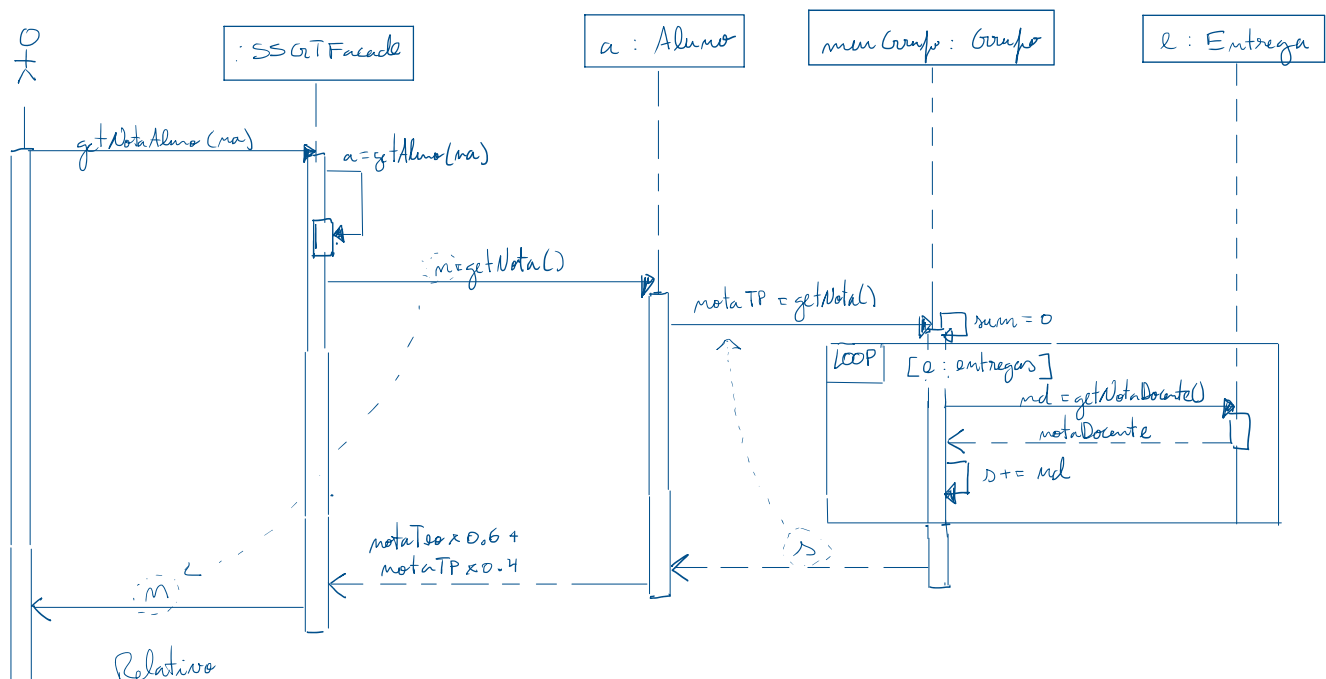 : SSGTFacade
a : Aluno
meuGrupo : Grupo
e : Entrega
getNotaAluno(na)
a=getAluno(na)
n=getNota()
notaTP = getNota()
sum = 0
LOOP
[e : entregas]
nd = getNotaDocente()
notaDocente
s += nd
s
notaTeo x 0.6 +
notaTP x 0.4
n
Relativo